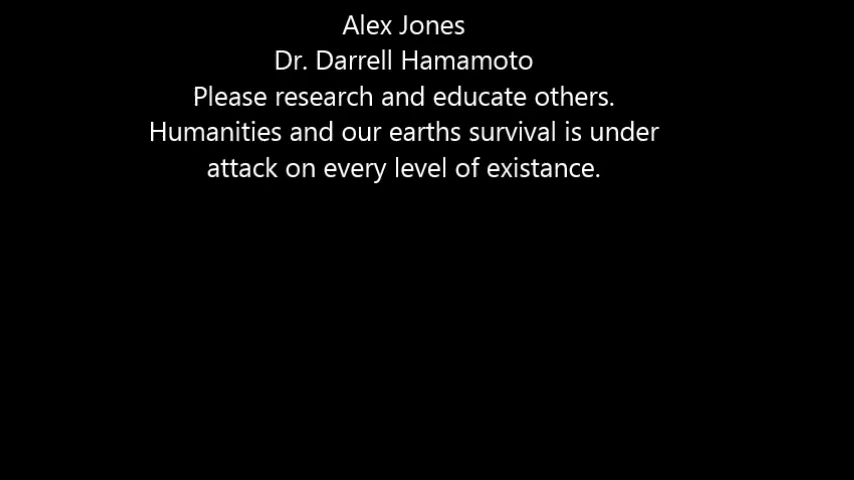 Alex Jones
Dr. Darrell Hamamoto
Please research and educate others.
Humanities and our earths survival is under
attack on every level of existance.